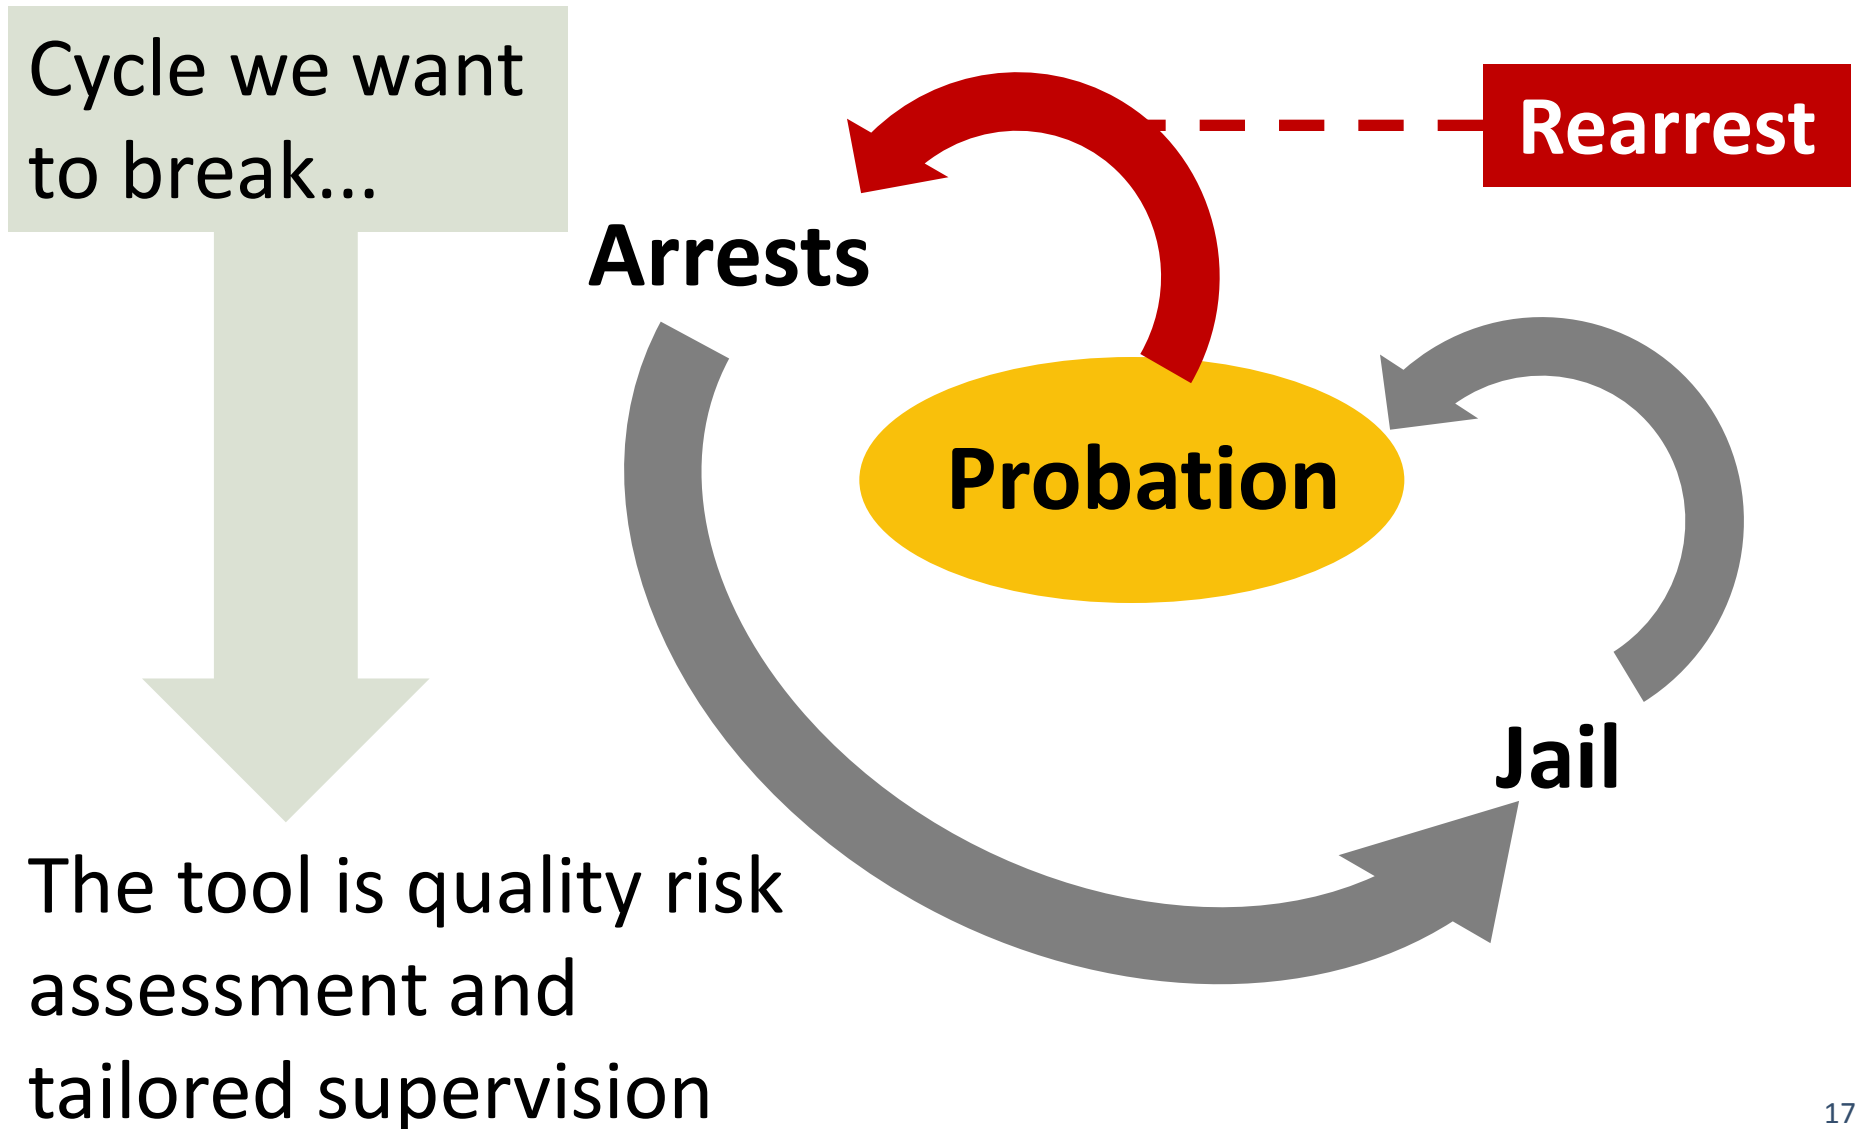 Cycle we want
to break...
Rearrest
Arrests
Probation
Jail
The tool is quality risk
assessment and
tailored supervision
17